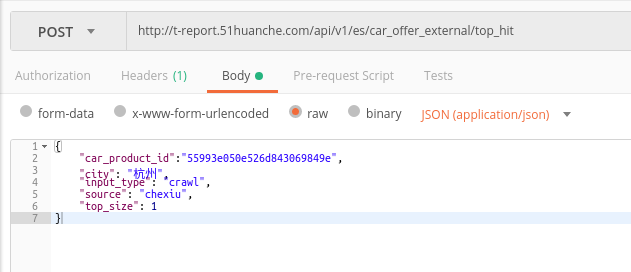 POST http://t-report.51huanche.com/api/v1/es/car_offer_external/top_hit
Authorization Headers (1) Body Pre-request Script Tests
form-data x-www-form-urlencoded raw binary JSON (application/json)
1 {
2 "car_product_id":"55993e050e526d843069849e",
3 "city": "杭州",
4 "input_type": "crawl",
5 "source": "chexiu",
6 "top_size": 1
7 }